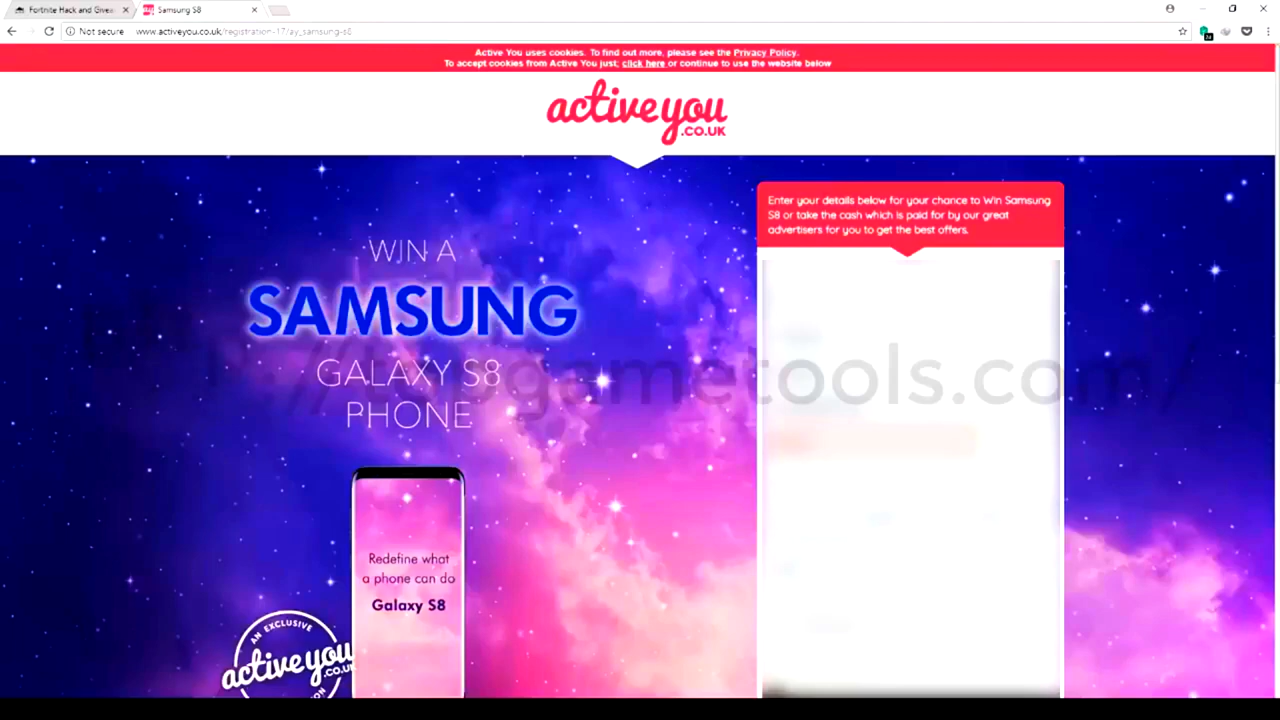 Fortnite Hack and Givea
Samsung S8
Not secure
www.activeyou.co.uk/registration-17/ay_samsung-s8
Active You uses cookies. To find out more, please see the Privacy Policy.
To accept cookies from Active You just; click here or continue to use the website below
activeyou
.CO.UK
Enter your details below for your chance to Win Samsung
S8 or take the cash which is paid for by our great
advertisers for you to get the best offers.
WIN A
SAMSUNG
GALAXY S8
PHONE
http://topgametools.com/
Redefine what
a phone can do
Galaxy S8
AN EXCLUSIVE
activeyou
.CO.UK